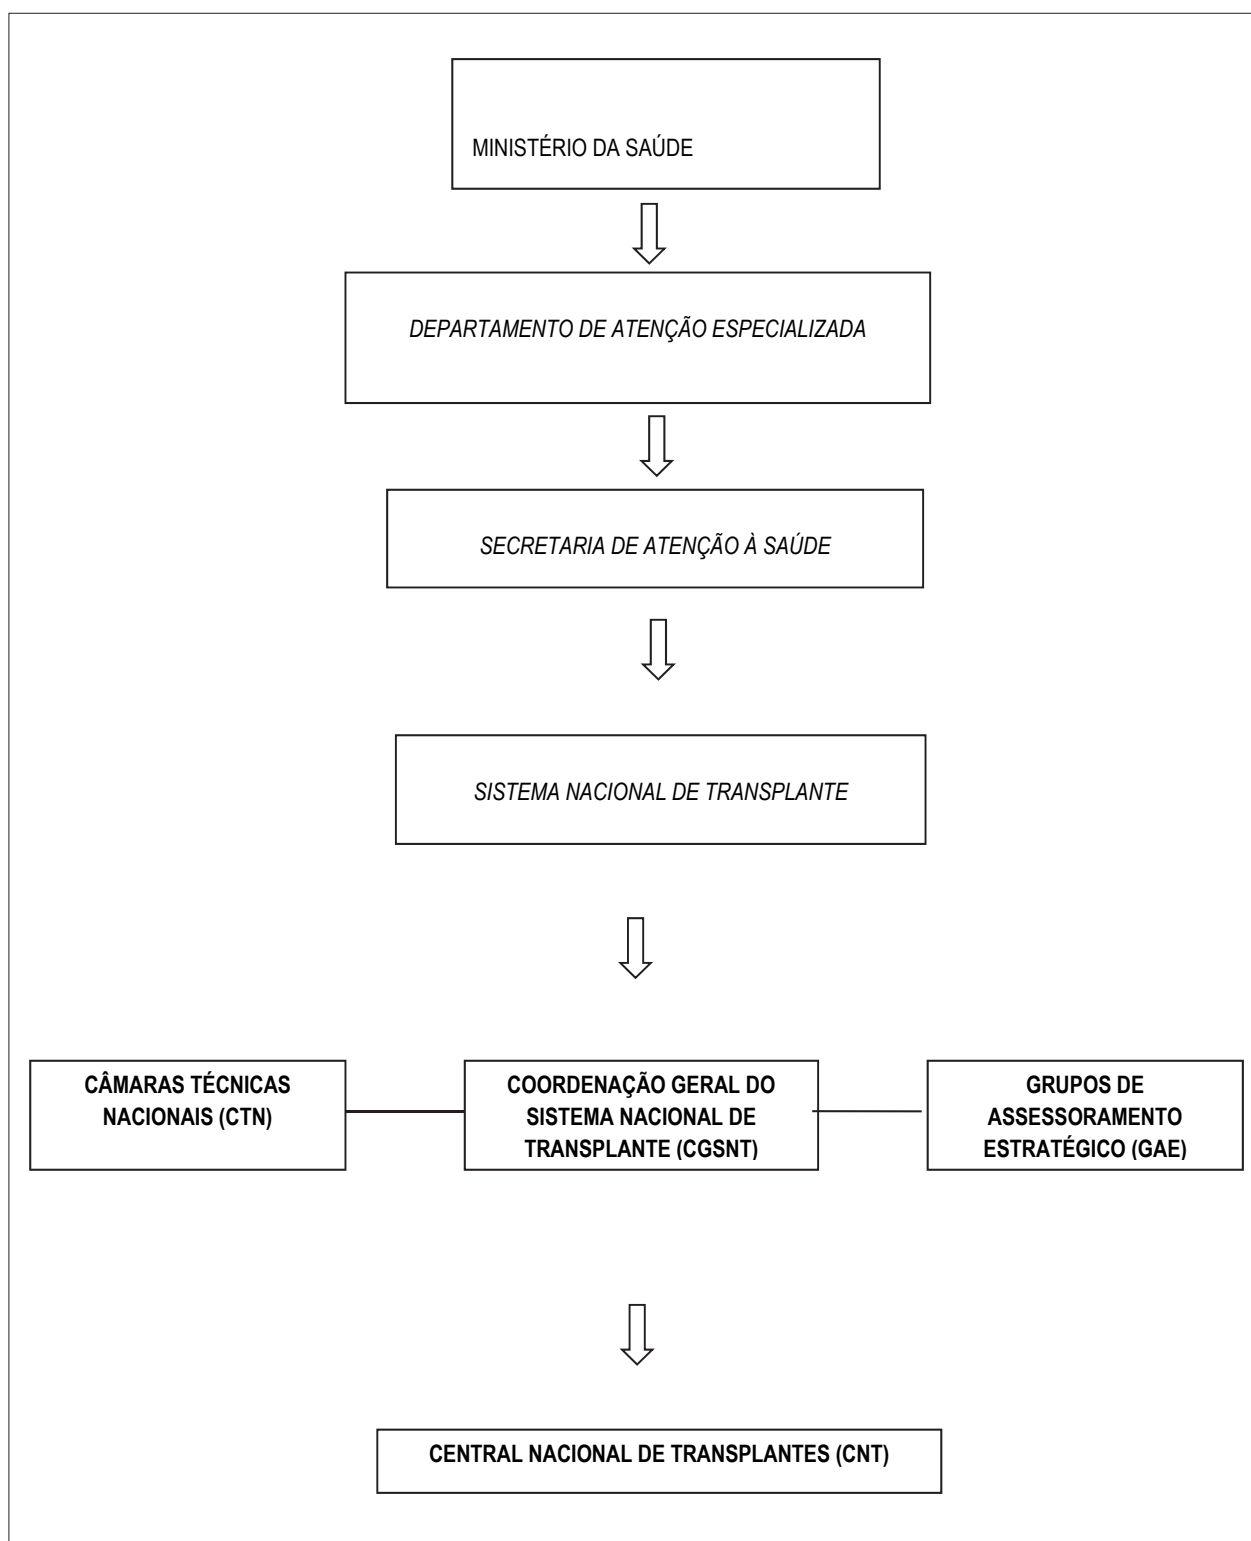 MINISTÉRIO DA SAÚDE
DEPARTAMENTO DE ATENÇÃO ESPECIALIZADA
SECRETARIA DE ATENÇÃO À SAÚDE
SISTEMA NACIONAL DE TRANSPLANTE
CÂMARAS TÉCNICAS
NACIONAIS (CTN)
COORDENAÇÃO GERAL DO
SISTEMA NACIONAL DE
TRANSPLANTE (CGSNT)
GRUPOS DE
ASSESSORAMENTO
ESTRATÉGICO (GAE)
CENTRAL NACIONAL DE TRANSPLANTES (CNT)